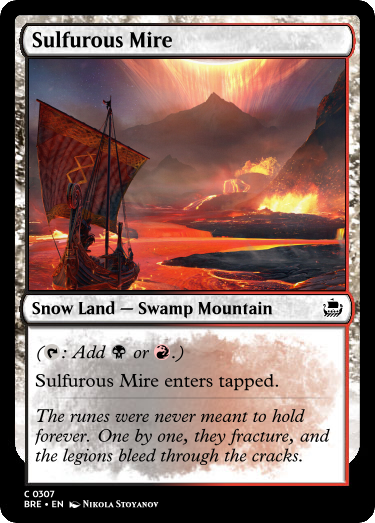 Sulfurous Mire
Snow Land — Swamp Mountain
(: Add or .)
Sulfurous Mire enters tapped.
The runes were never meant to hold
forever. One by one, they fracture, and
the legions bleed through the cracks.
C 0307
BRE • EN Nikola Stoyanov